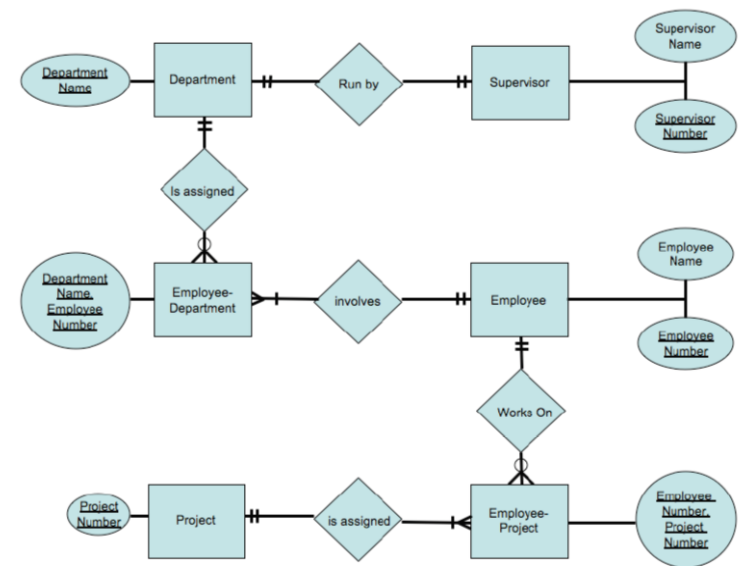 Supervisor
Name
Department
Name
Department
Run by
Supervisor
Supervisor
Number
Is assigned
Employee
Name
Department
Name,
Employee
Number
Employee-
Department
involves
Employee
Employee
Number
Works On
Project
Number
Project
is assigned
Employee-
Project
Employee
Number,
Project
Number